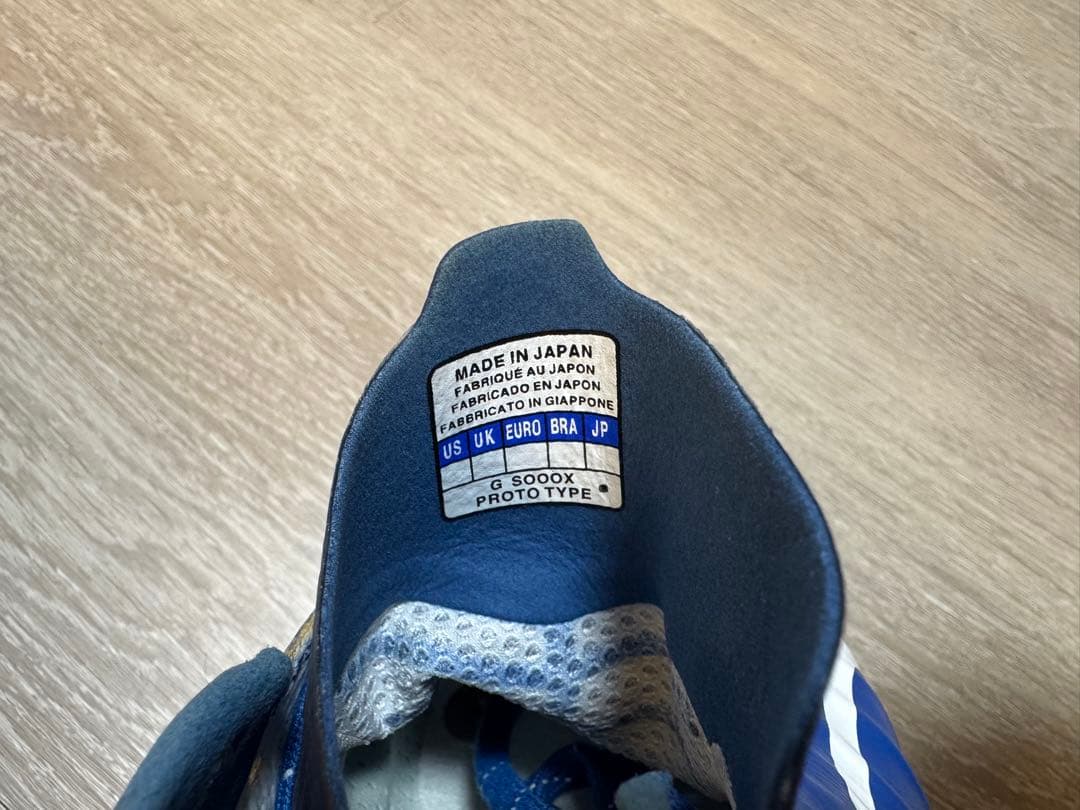 MADE IN JAPAN
FABRIQUÉ AU JAPON
FABRICADO EN JAPON
FABBRICATO IN GIAPPONE
US UK EURO BRA JP
G SOOOX
PROTO TYPE